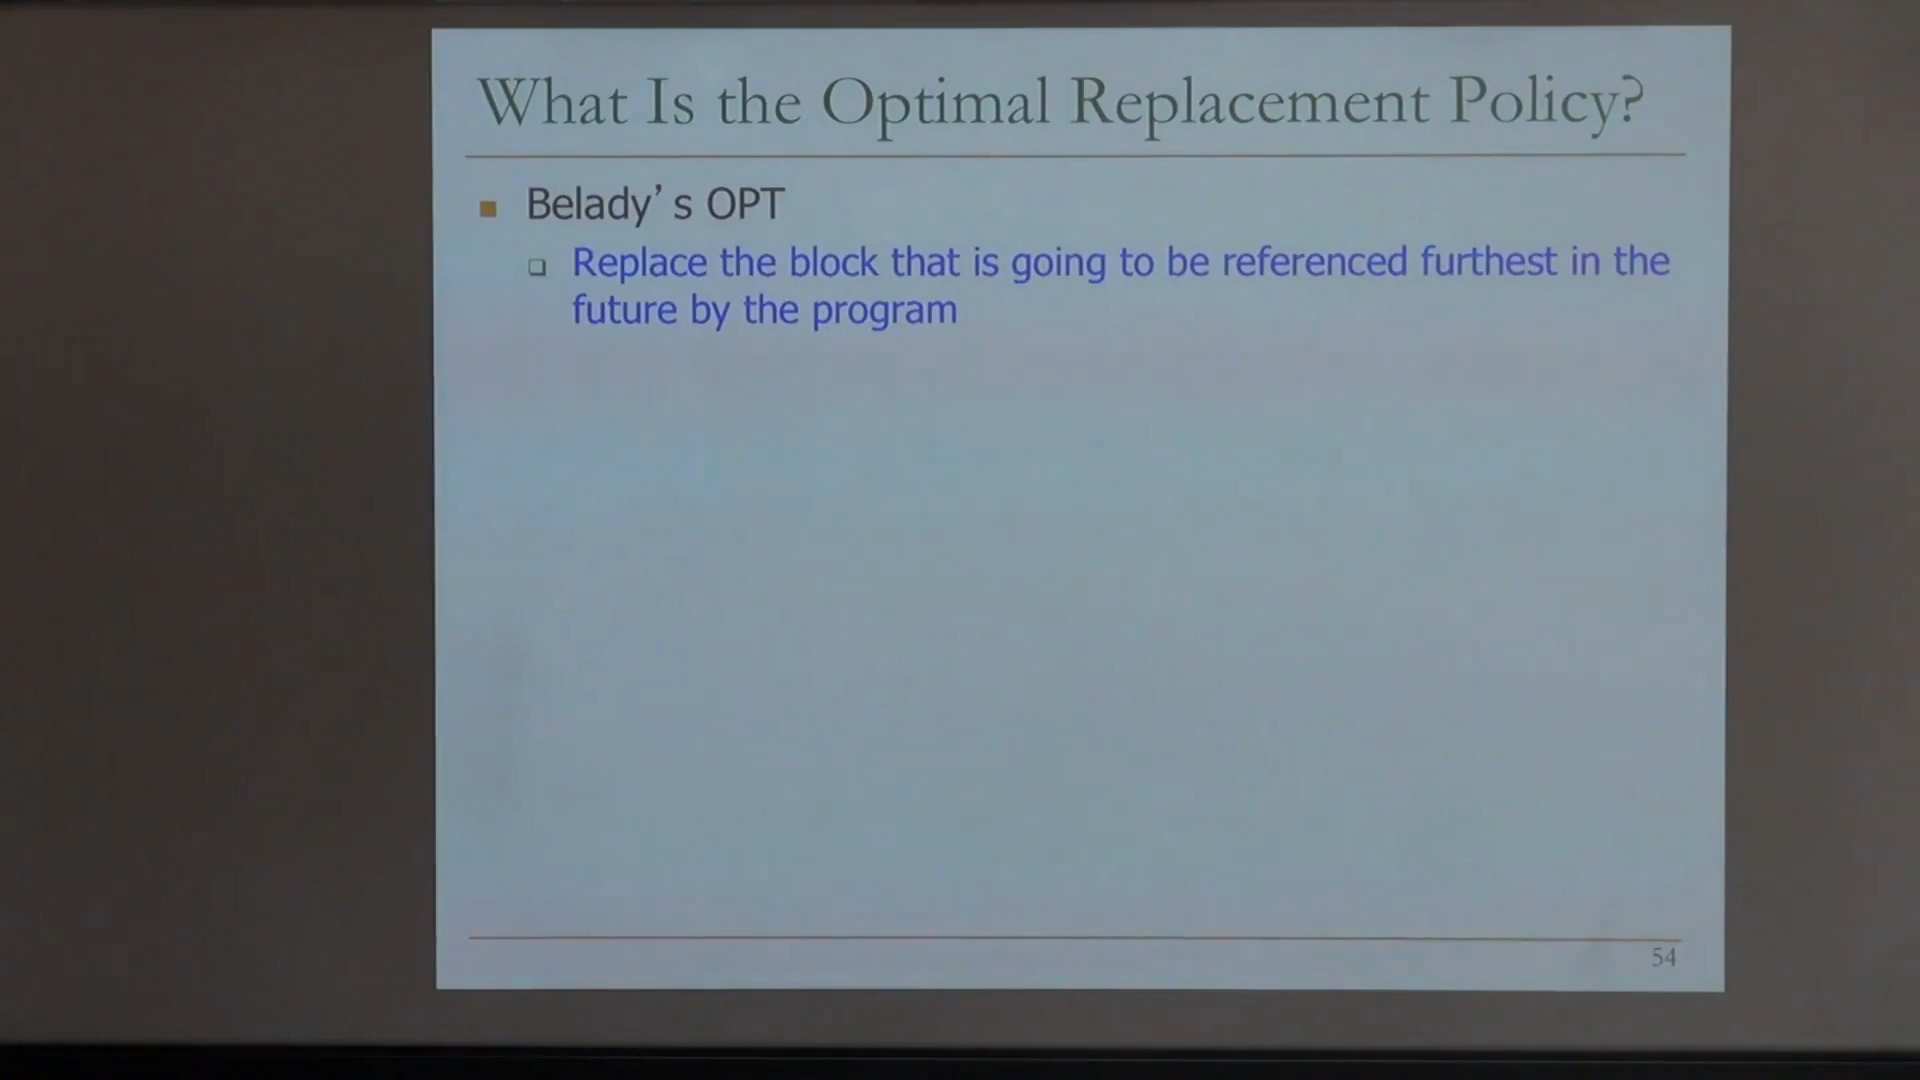 What Is the Optimal Replacement Policy?
Belady's OPT
Replace the block that is going to be referenced furthest in the
future by the program
54